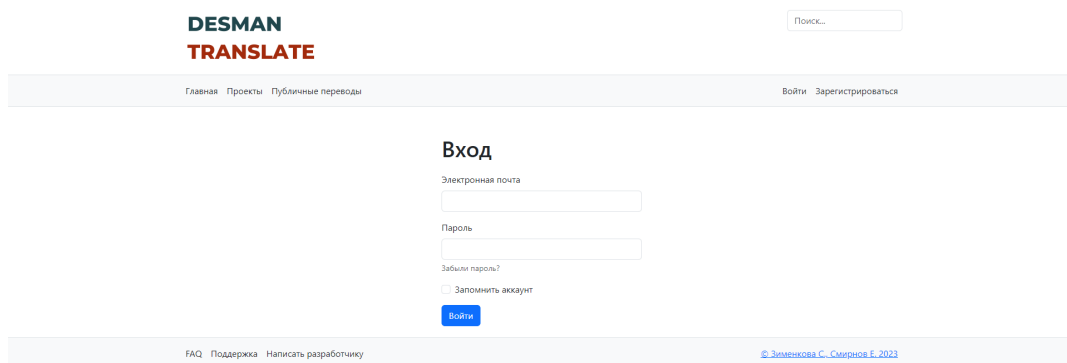 DESMAN
TRANSLATE
Поиск...
Главная Проекты Публичные переводы
Войти Зарегистрироваться
Вход
Электронная почта
Пароль
Забыли пароль?
Запомнить аккаунт
Войти
FAQ Поддержка Написать разработчику
© Зименкова С., Смирнов Е. 2023